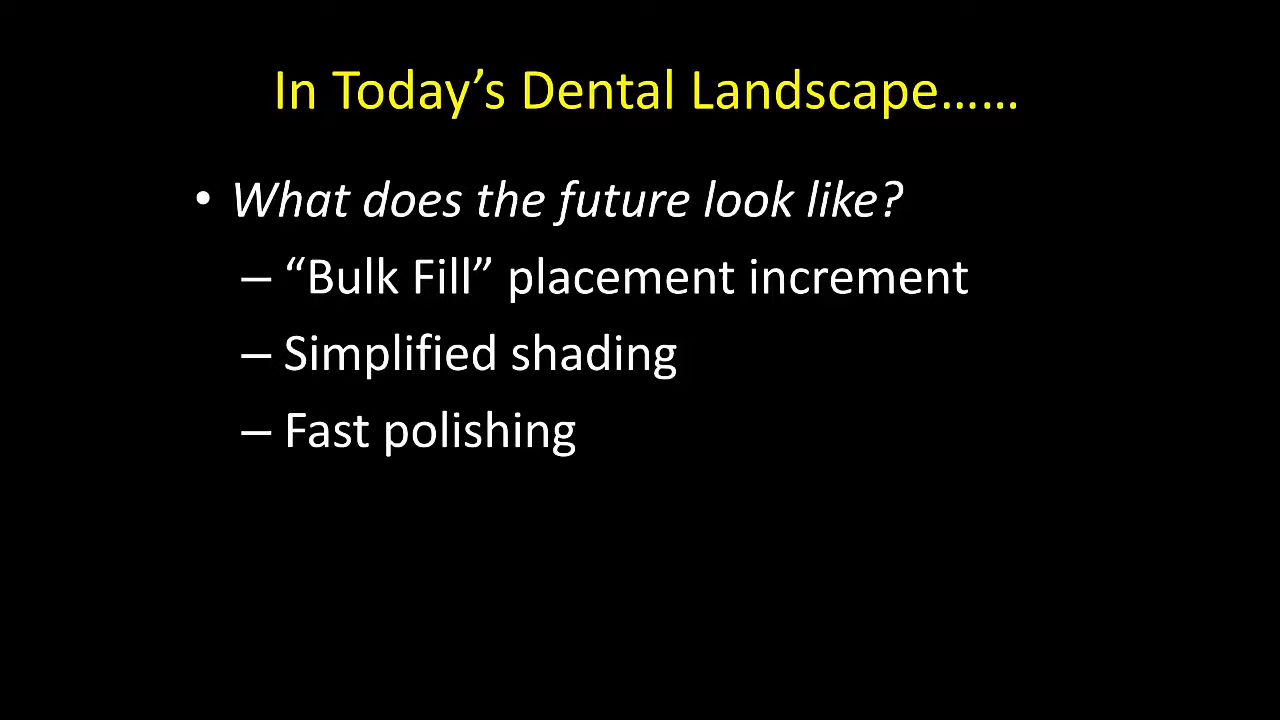 In Today’s Dental Landscape……
• What does the future look like?
– “Bulk Fill” placement increment
– Simplified shading
– Fast polishing